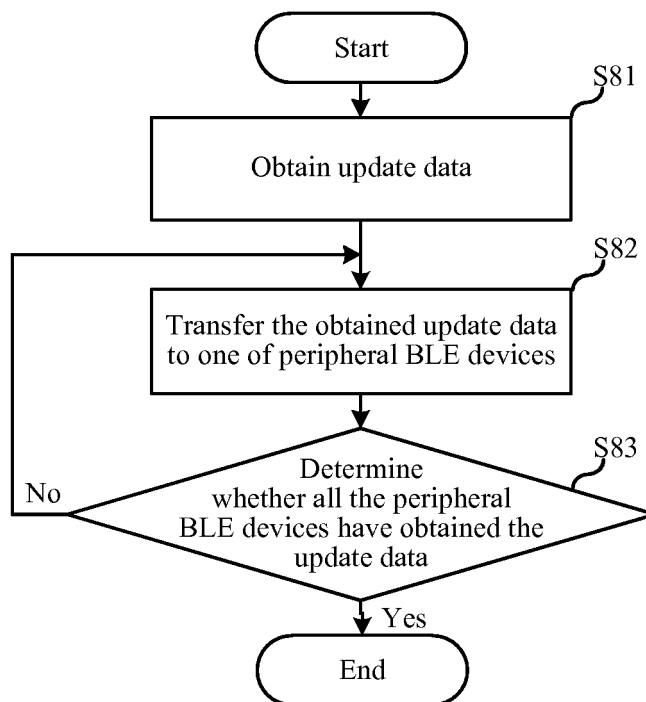 Start
S81
Obtain update data
S82
Transfer the obtained update data
to one of peripheral BLE devices
S83
Determine
whether all the peripheral
BLE devices have obtained the
update data
No
Yes
End